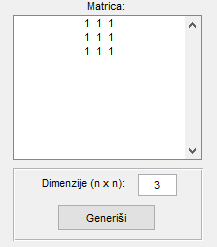 Matrica:
1 1 1
1 1 1
1 1 1
Dimenzije (n x n): 3
Generiši